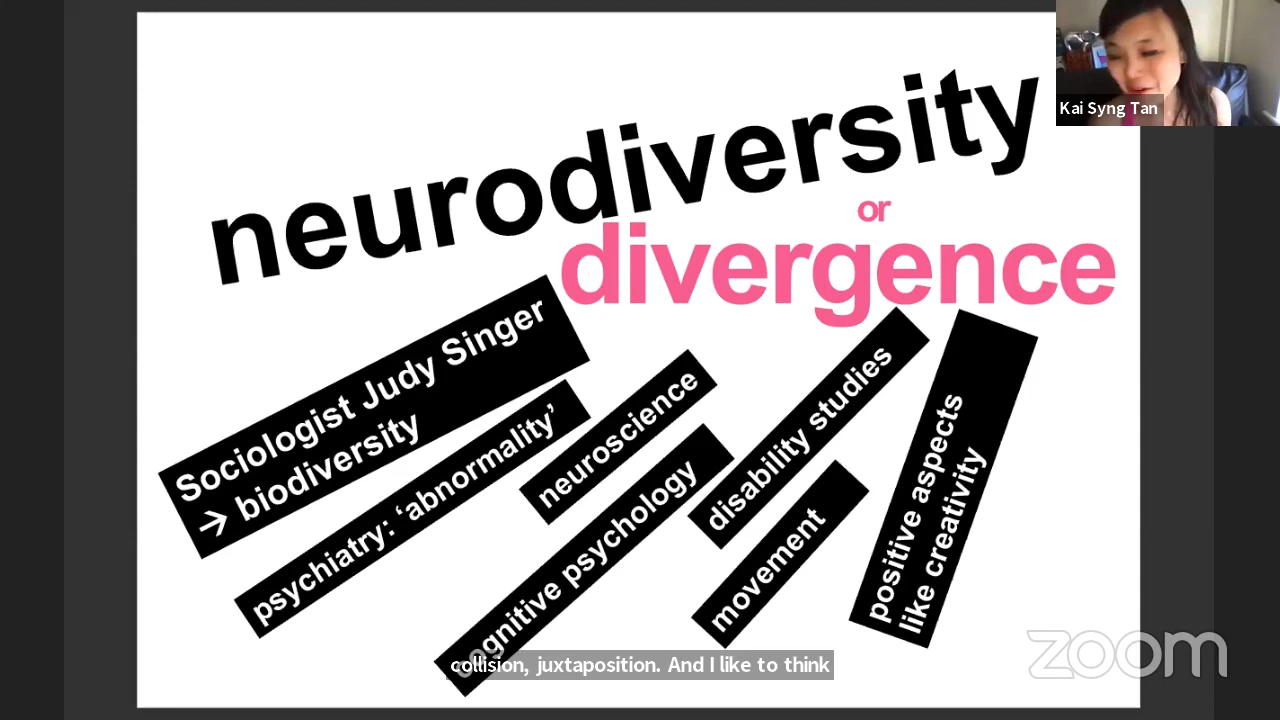 Kai Syng Tan
neurodiversity
or
divergence
Sociologist Judy Singer
→ biodiversity
psychiatry: ‘abnormality’
neuroscience
cognitive psychology
disability studies
movement
positive aspects
like creativity
collision, juxtaposition. And I like to think
zoom